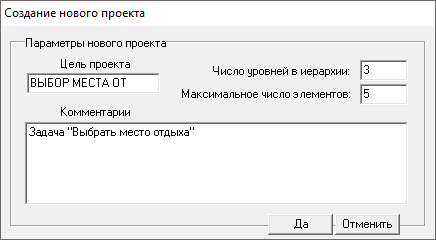 Создание нового проекта
Параметры нового проекта
Цель проекта
ВЫБОР МЕСТА ОТ
Число уровней в иерархии:
3
Максимальное число элементов:
5
Комментарии
Задача "Выбрать место отдыха"
Да
Отменить